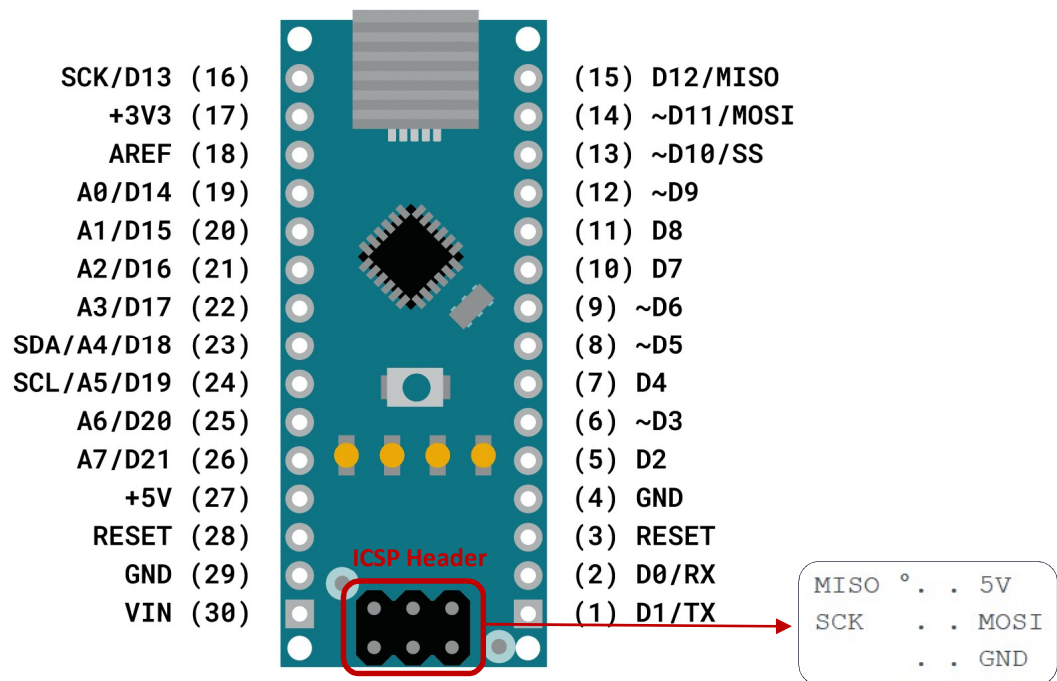 SCK/D13 (16)
+3V3 (17)
AREF (18)
A0/D14 (19)
A1/D15 (20)
A2/D16 (21)
A3/D17 (22)
SDA/A4/D18 (23)
SCL/A5/D19 (24)
A6/D20 (25)
A7/D21 (26)
+5V (27)
RESET (28)
GND (29)
VIN (30)
(15) D12/MISO
(14) ~D11/MOSI
(13) ~D10/SS
(12) ~D9
(11) D8
(10) D7
(9) ~D6
(8) ~D5
(7) D4
(6) ~D3
(5) D2
(4) GND
(3) RESET
(2) D0/RX
(1) D1/TX
ICSP Header
MISO °. . 5V
SCK . . MOSI
. . GND